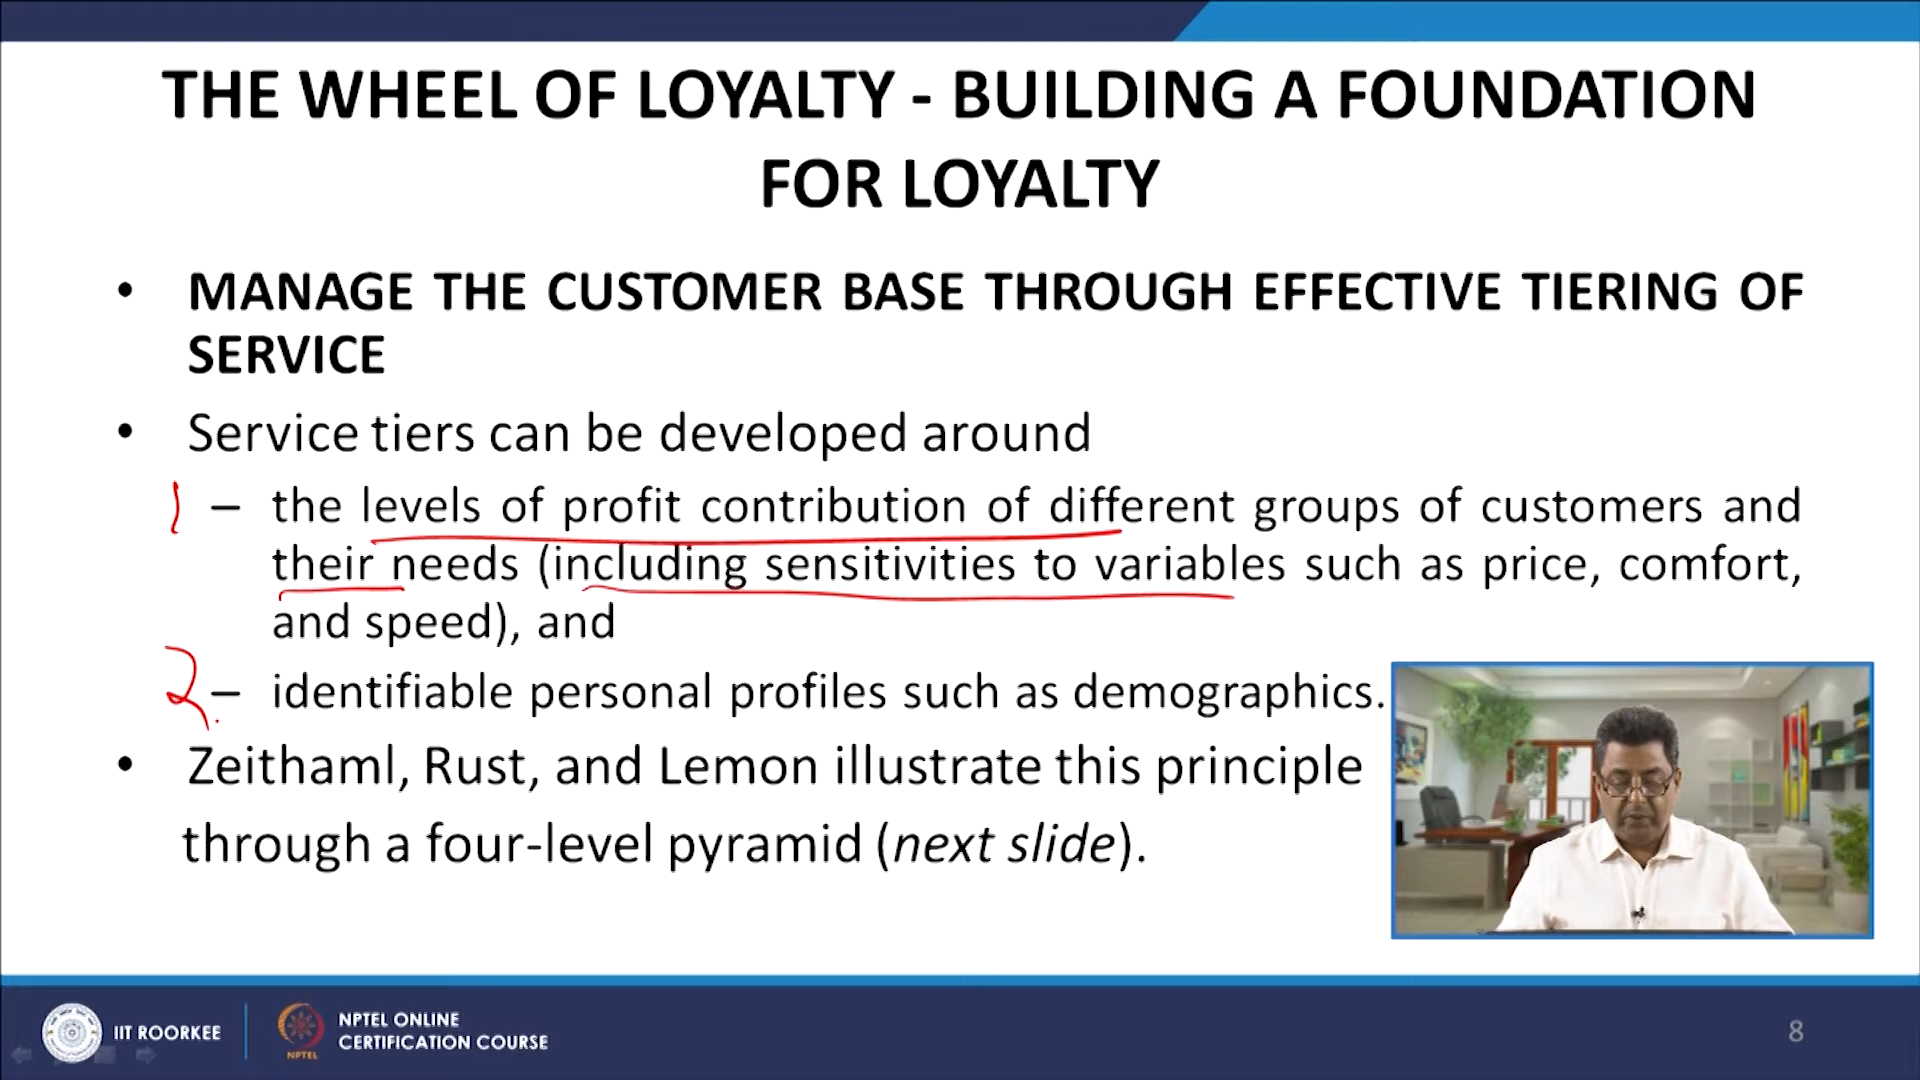 THE WHEEL OF LOYALTY - BUILDING A FOUNDATION
FOR LOYALTY
• MANAGE THE CUSTOMER BASE THROUGH EFFECTIVE TIERING OF
SERVICE
• Service tiers can be developed around
1 – the levels of profit contribution of different groups of customers and
their needs (including sensitivities to variables such as price, comfort,
and speed), and
2 – identifiable personal profiles such as demographics.
• Zeithaml, Rust, and Lemon illustrate this principle
through a four-level pyramid (next slide).
IIT ROORKEE
NPTEL
NPTEL ONLINE
CERTIFICATION COURSE
8